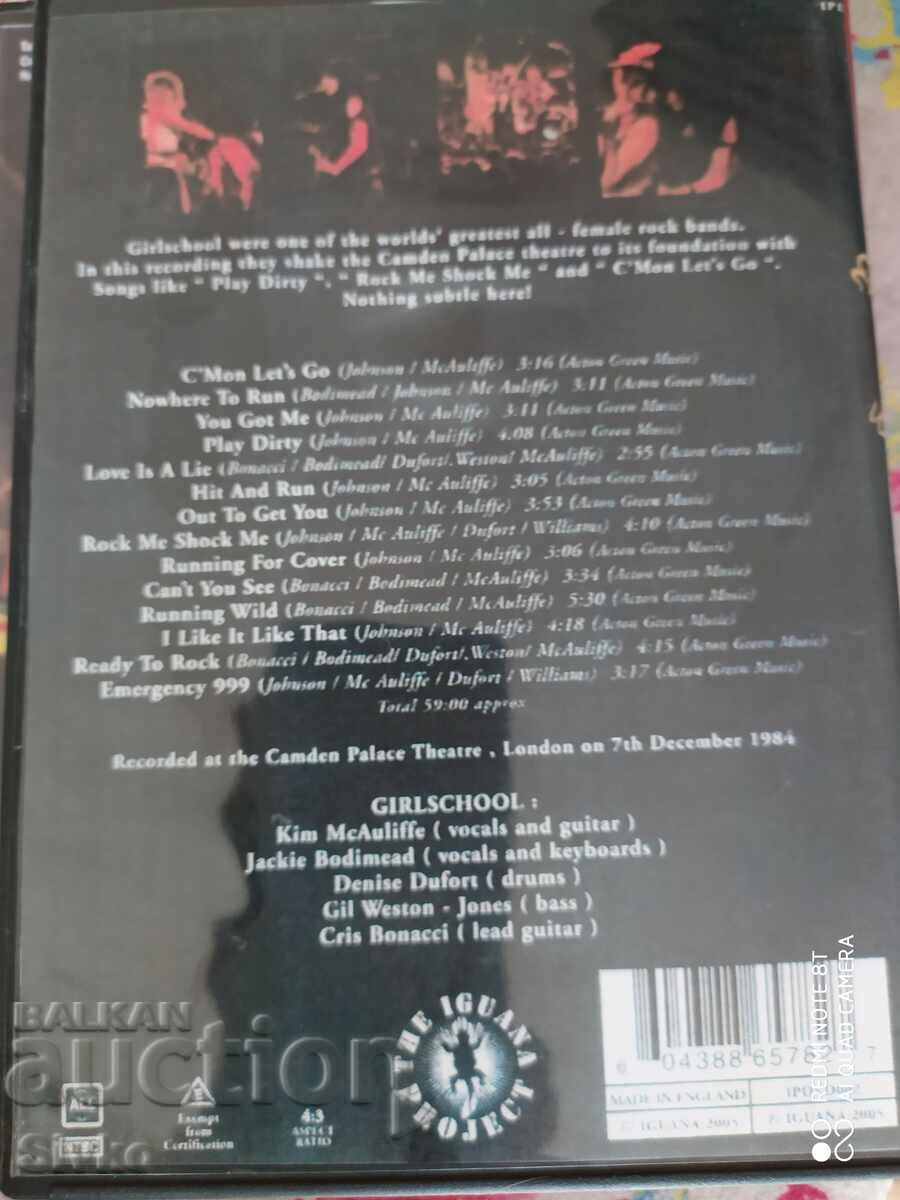 Girlschool were one of the worlds' greatest all - female rock bands.
In this recording they shake the Camden Palace theatre to its foundation with
Songs like " Play Dirty ", " Rock Me Shock Me " and " C'Mon Let's Go ".
Nothing subtle here!
C'Mon Let's Go (Johnson / McAuliffe) 3:16 (Acton Green Music)
Nowhere To Run (Bodimead / Johnson / Mc Auliffe) 3:11 (Acton Green Music)
You Got Me (Johnson / Mc Auliffe) 3:11 (Acton Green Music)
Play Dirty (Johnson / Mc Auliffe) 4.08 (Acton Green Music)
Love Is A Lie (Bonacci / Bodimead/ Dufort/, Weston/ McAuliffe) 2:55 (Acton Green Music)
Hit And Run (Johnson / Mc Auliffe) 3:05 (Acton Green Music)
Out To Get You (Johnson / Mc Auliffe) 3:53 (Acton Green Music)
Rock Me Shock Me (Johnson / Mc Auliffe / Dufort / Williams) 4:10 (Acton Green Music)
Running For Cover (Johnson / Mc Auliffe) 3:06 (Acton Green Music)
Can't You See (Bonacci / Bodimead / McAuliffe) 3:34 (Acton Green Music)
Running Wild (Bonacci / Bodimead / McAuliffe) 5:30 (Acton Green Music)
I Like It Like That (Johnson / Mc Auliffe) 4:18 (Acton Green Music)
Ready To Rock (Bonacci / Bodimead/ Dufort/, Weston/ McAuliffe) 4:15 (Acton Green Music)
Emergency 999 (Johnson / Mc Auliffe / Dufort / Williams) 3:17 (Acton Green Music)
Total 59:00 approx
Recorded at the Camden Palace Theatre , London on 7th December 1984
GIRLSCHOOL :
Kim McAuliffe ( vocals and guitar )
Jackie Bodimead ( vocals and keyboards )
Denise Dufort ( drums )
Gil Weston - Jones ( bass )
Cris Bonacci ( lead guitar )
THE IGUANA PROJECT
BALKAN
auction
Satko
ALL
NTSC
E
Exempt
from
Certification
4:3
ASPECT
RATIO
6 04388 6578 7
MADE IN ENGLAND
© IGUANA 2005
P. IGUANA 2005
REDMI NOTE 8T
AI QUAD CAMERA